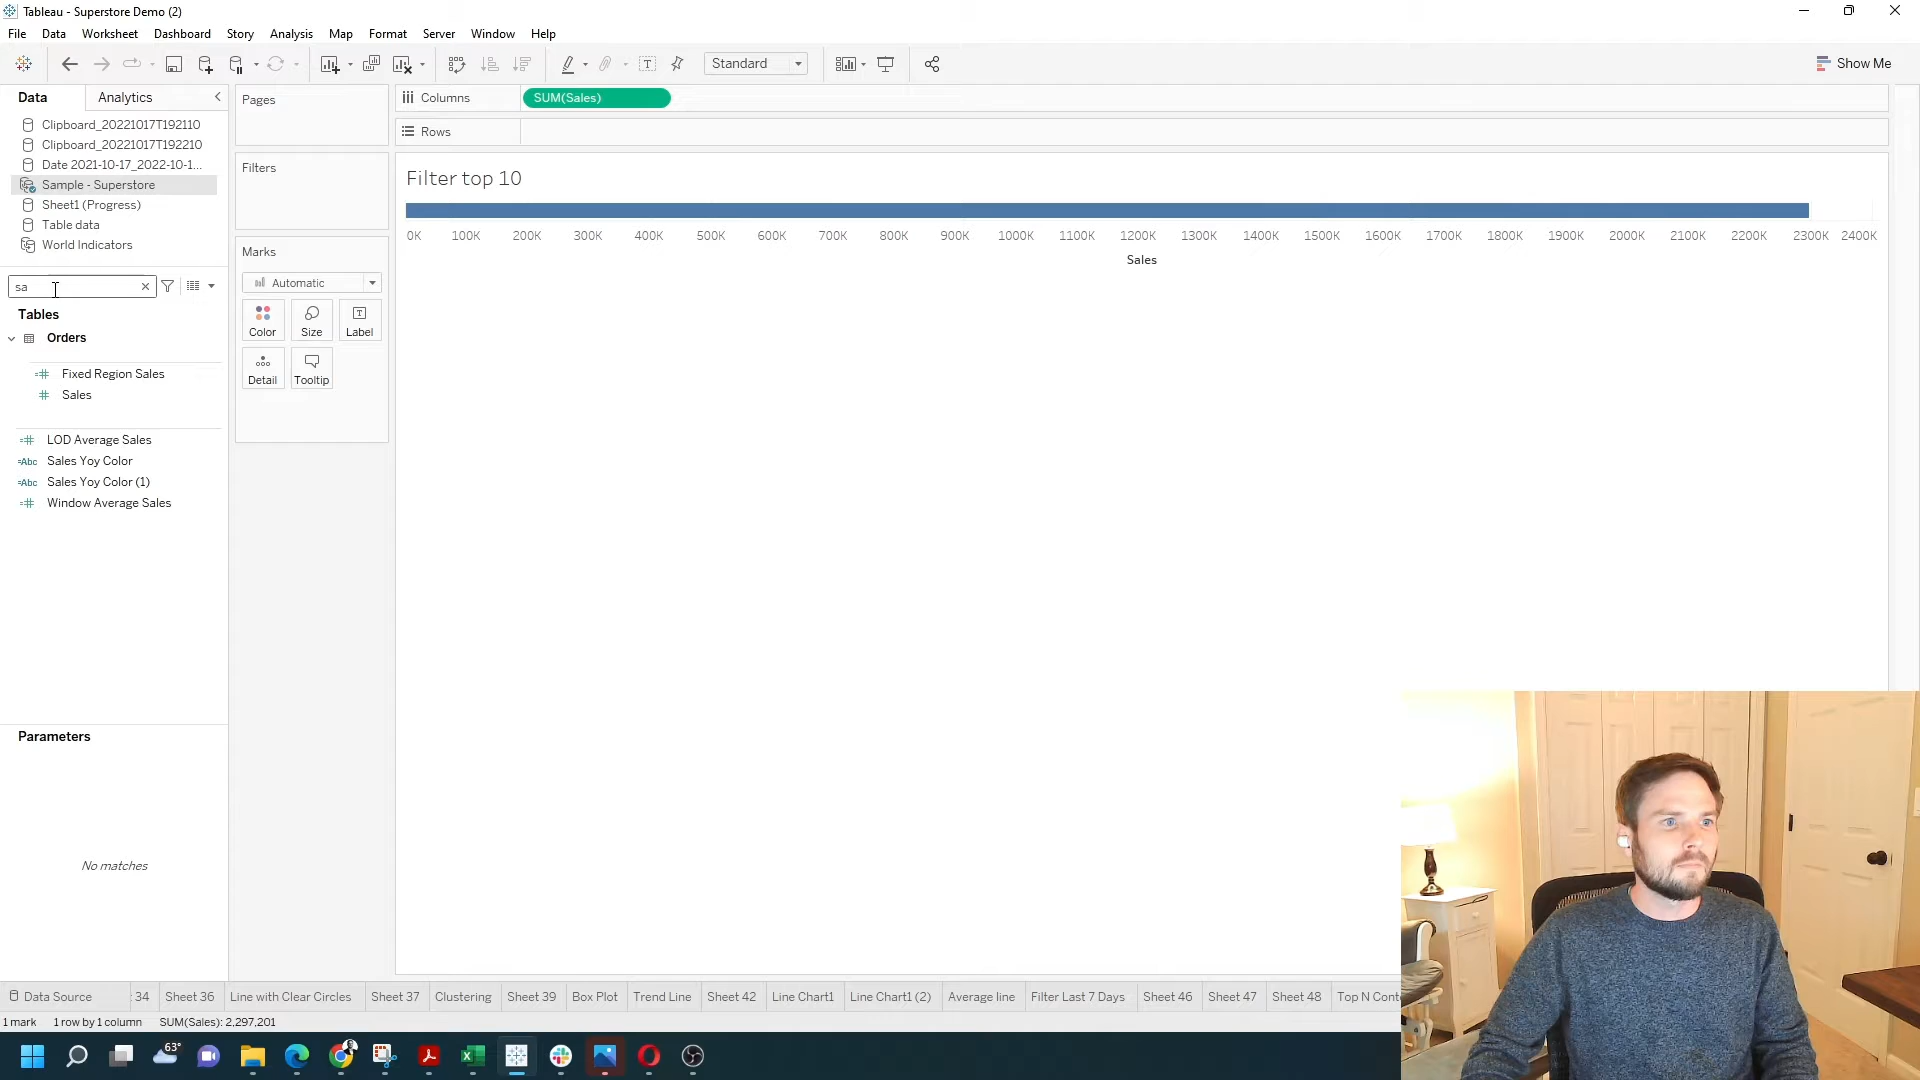 Tableau - Superstore Demo (2)
File Data Worksheet Dashboard Story Analysis Map Format Server Window Help
Standard
Show Me
Data Analytics
Pages
Columns SUM(Sales)
Rows
Clipboard_20221017T192110
Clipboard_20221017T192210
Date 2021-10-17_2022-10-1...
Sample - Superstore
Sheet1 (Progress)
Table data
World Indicators
Filters
Filter top 10
0K 100K 200K 300K 400K 500K 600K 700K 800K 900K 1000K 1100K 1200K 1300K 1400K 1500K 1600K 1700K 1800K 1900K 2000K 2100K 2200K 2300K 2400K
Sales
Marks
Automatic
Color Size Label
Detail Tooltip
sa
Tables
Orders
Fixed Region Sales
Sales
LOD Average Sales
=Abc Sales Yoy Color
=Abc Sales Yoy Color (1)
Window Average Sales
Parameters
No matches
Data Source 34 Sheet 36 Line with Clear Circles Sheet 37 Clustering Sheet 39 Box Plot Trend Line Sheet 42 Line Chart1 Line Chart1 (2) Average line Filter Last 7 Days Sheet 46 Sheet 47 Sheet 48 Top N Cont
1 mark 1 row by 1 column SUM(Sales): 2,297,201
63°